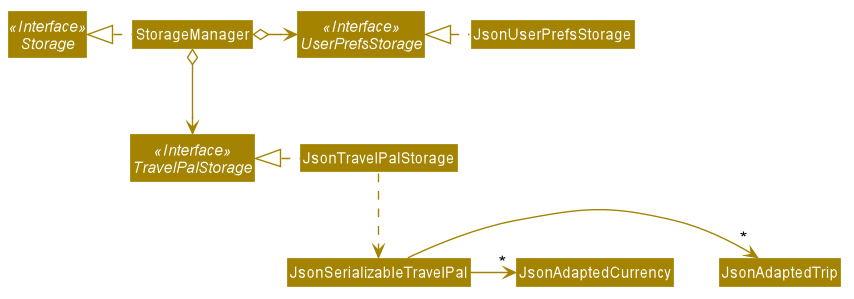 «Interface»
Storage
StorageManager
«Interface»
UserPrefsStorage
JsonUserPrefsStorage
«Interface»
TravelPalStorage
JsonTravelPalStorage
*
*
JsonSerializableTravelPal
JsonAdaptedCurrency
JsonAdaptedTrip